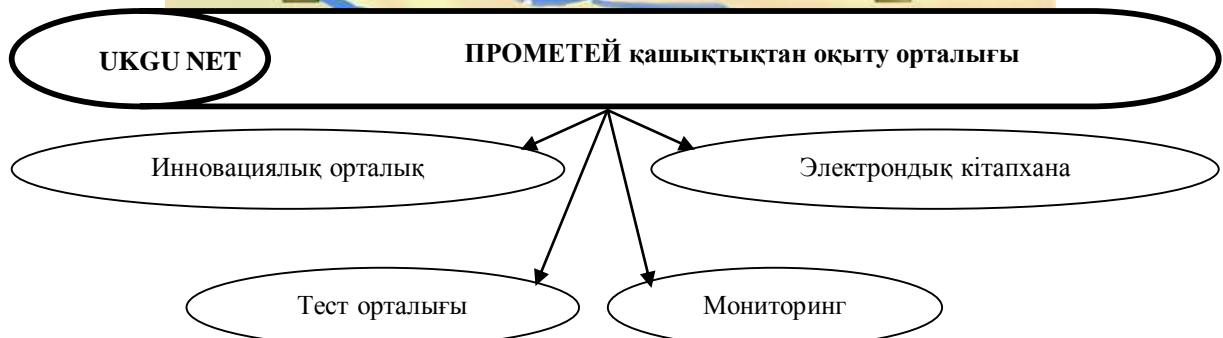 UKGU NET
ПРОМЕТЕЙ қашықтықтан оқыту орталығы
Инновациялық орталық
Электрондық кітапхана
Тест орталығы
Мониторинг